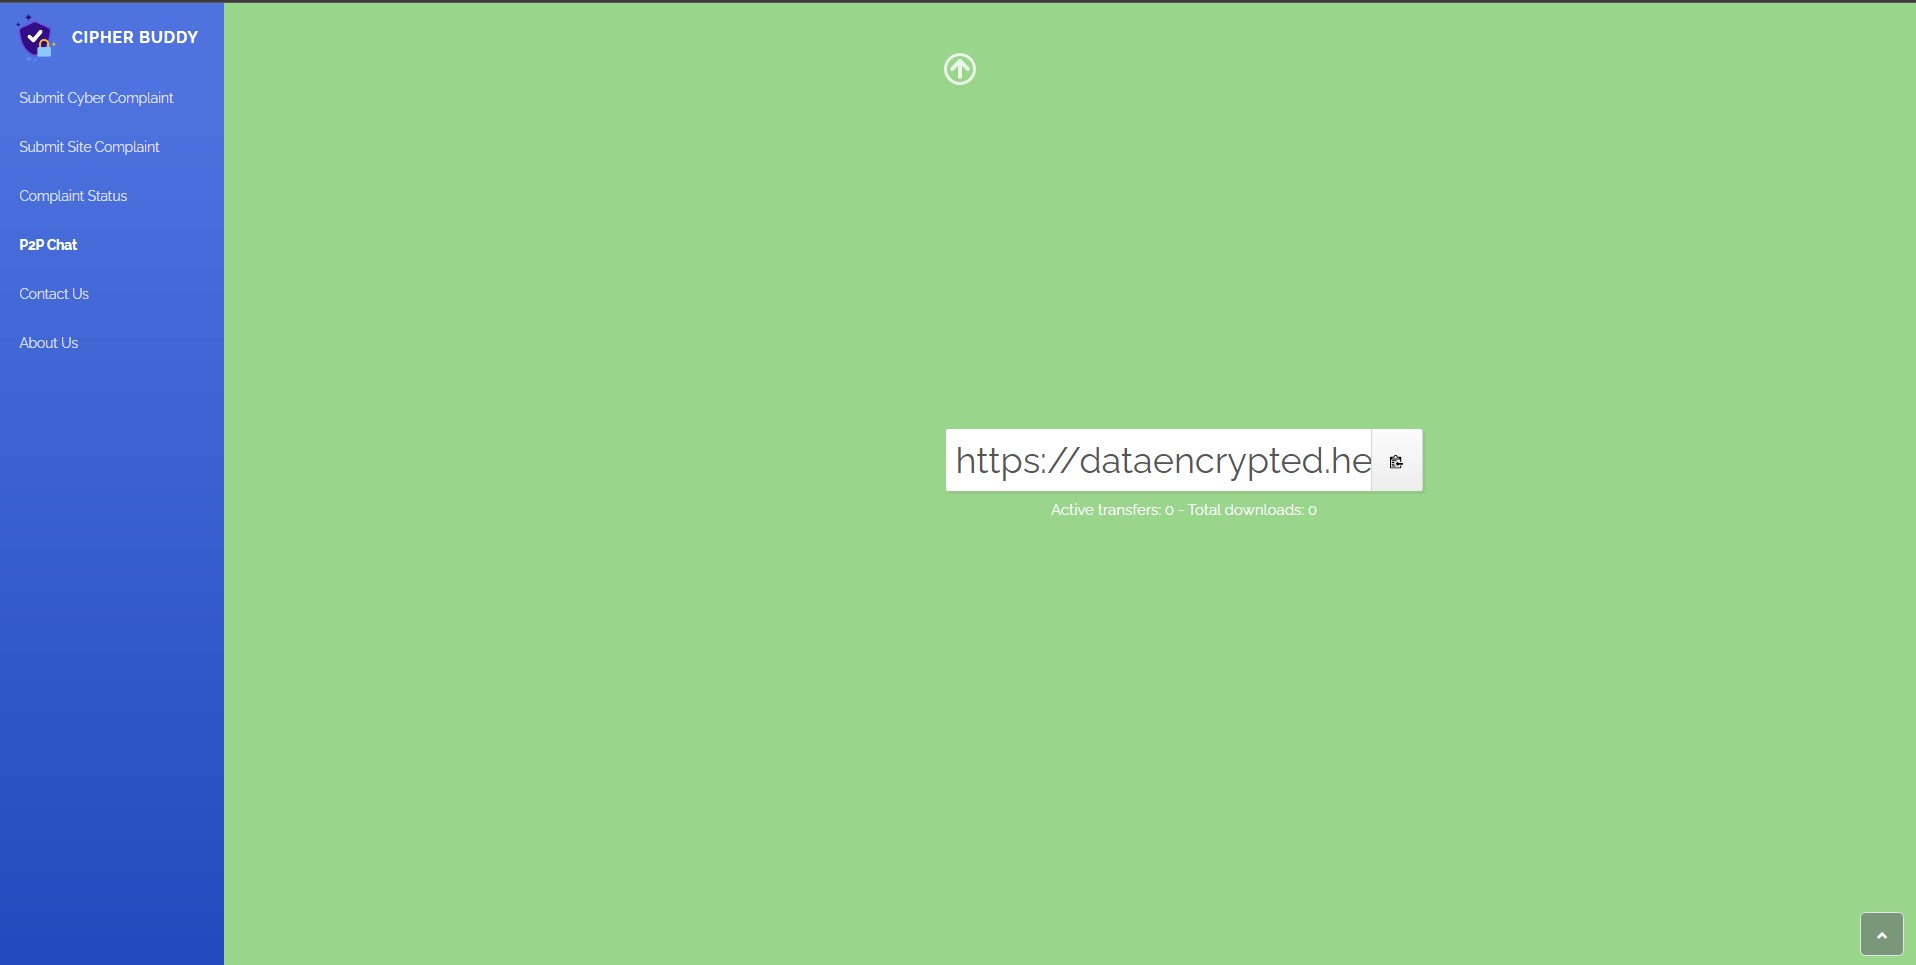 CIPHER BUDDY
Submit Cyber Complaint
Submit Site Complaint
Complaint Status
P2P Chat
Contact Us
About Us
https://dataencrypted.he
Active transfers: 0 - Total downloads: 0